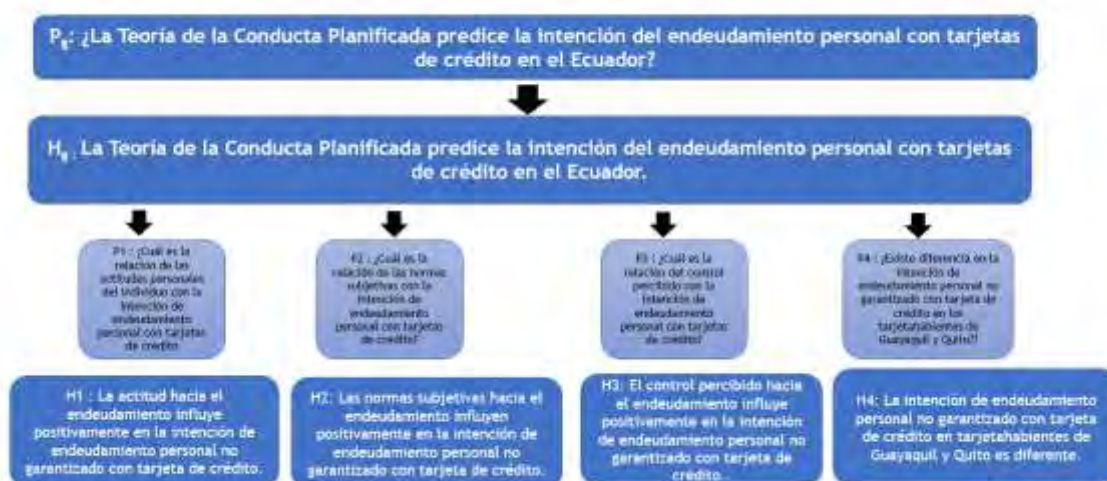 Pg: ¿La Teoría de la Conducta Planificada predice la intención del endeudamiento personal con tarjetas
de crédito en el Ecuador?
Hg : La Teoría de la Conducta Planificada predice la intención del endeudamiento personal con tarjetas
de crédito en el Ecuador.
P1 : ¿Cuál es la
relación de las
actitudes personales
del individuo con la
intención de
endeudamiento
personal con tarjetas
de crédito
P2 : ¿Cuál es la
relación de las normas
subjetivas con la
intención de
endeudamiento
personal con tarjetas
de crédito?
P3 : ¿Cuál es la
relación del control
percibido con la
intención de
endeudamiento
personal con tarjetas
de crédito?
P4 : ¿Existe diferencia en la
intención de
endeudamiento personal no
garantizado con tarjeta de
crédito en los
tarjetahabientes de
Guayaquil y Quito?
H1 : La actitud hacia el
endeudamiento influye
positivamente en la intención de
endeudamiento personal no
garantizado con tarjeta de crédito.
H2: Las normas subjetivas hacia el
endeudamiento influyen
positivamente en la intención de
endeudamiento personal no
garantizado con tarjeta de crédito.
H3: El control percibido hacia
el endeudamiento influye
positivamente en la intención
de endeudamiento personal no
garantizado con tarjeta de
crédito.
H4: La intención de endeudamiento
personal no garantizado con tarjeta
de crédito en tarjetahabientes de
Guayaquil y Quito es diferente.